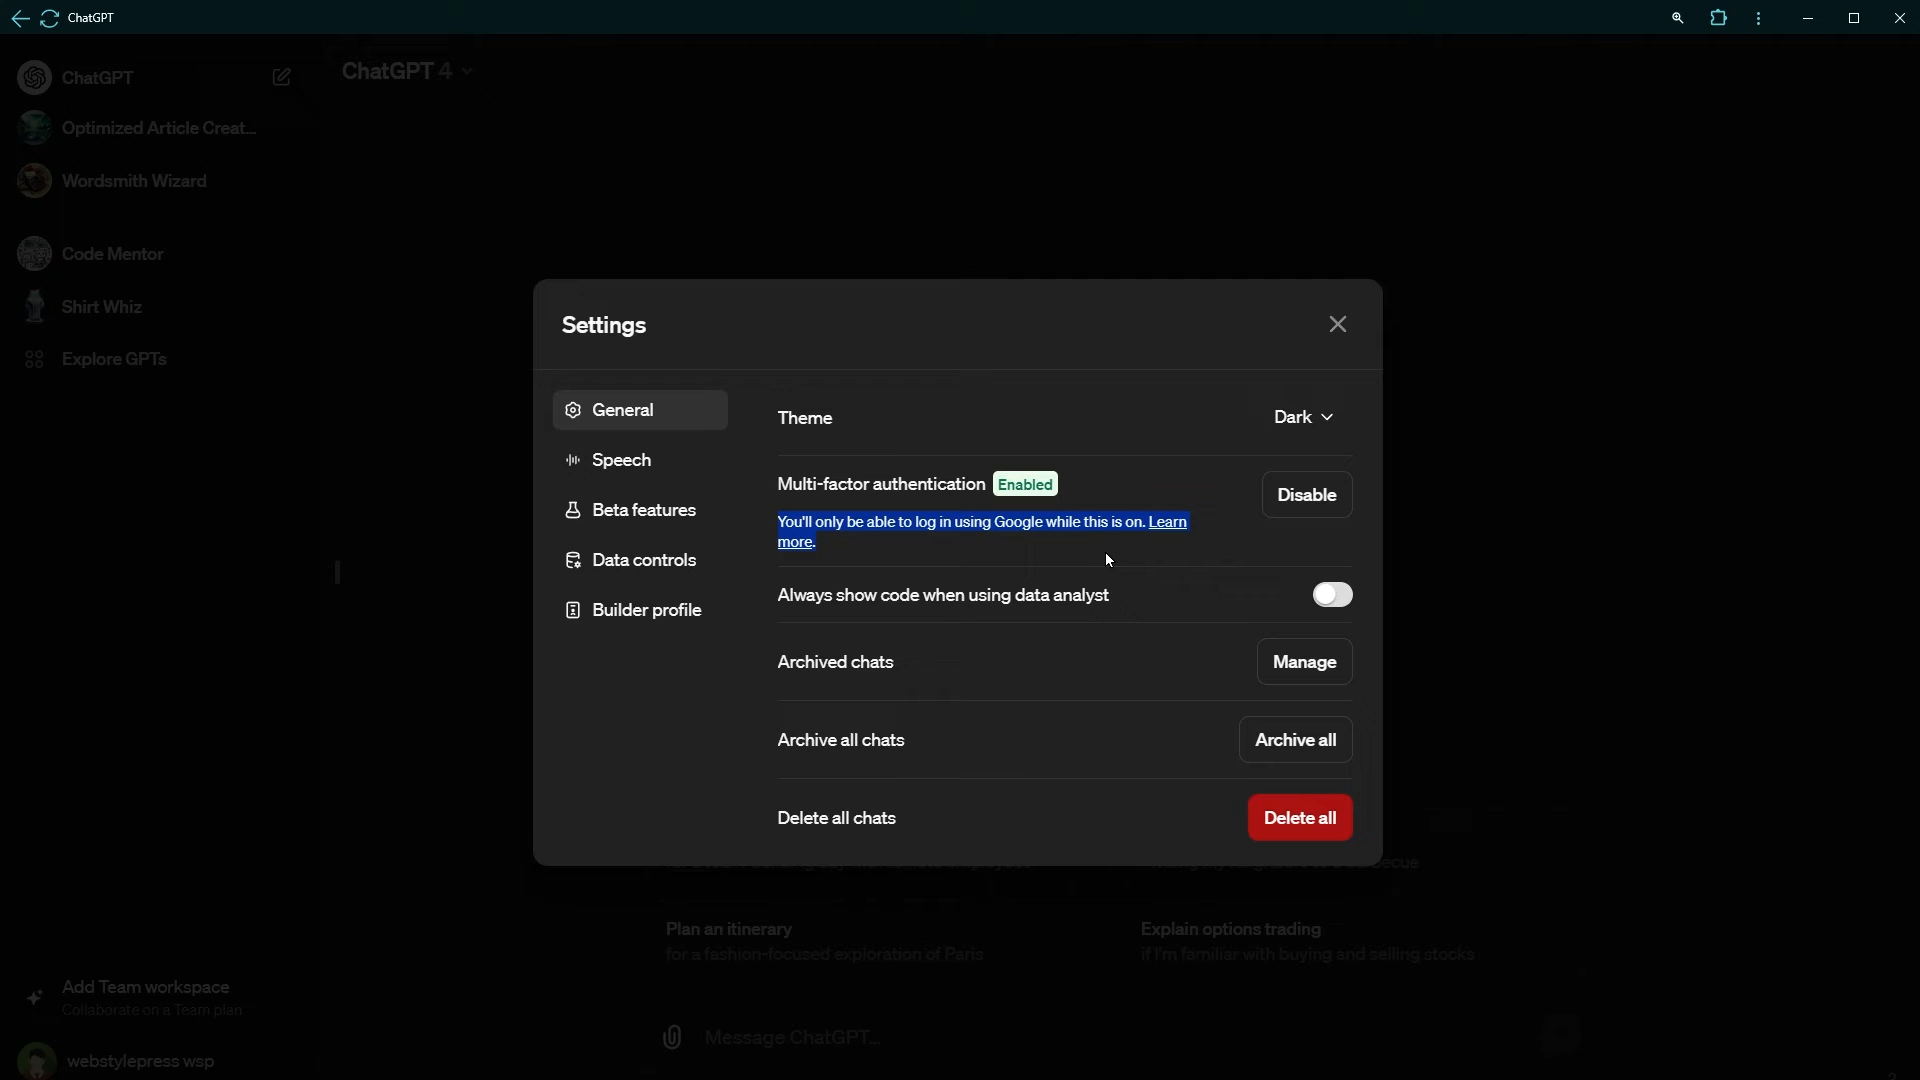 ChatGPT
ChatGPT
ChatGPT 4
Optimized Article Creat...
Wordsmith Wizard
Code Mentor
Shirt Whiz
Explore GPTs
Settings
General
Speech
Beta features
Data controls
Builder profile
Theme
Dark
Multi-factor authentication Enabled
Disable
You'll only be able to log in using Google while this is on. Learn
more.
Always show code when using data analyst
Archived chats
Manage
Archive all chats
Archive all
Delete all chats
Delete all
Plan an itinerary
for a fashion-focused exploration of Paris
Explain options trading
if I'm familiar with buying and selling stocks
Add Team workspace
Collaborate on a Team plan
Message ChatGPT...
webstylepress wsp